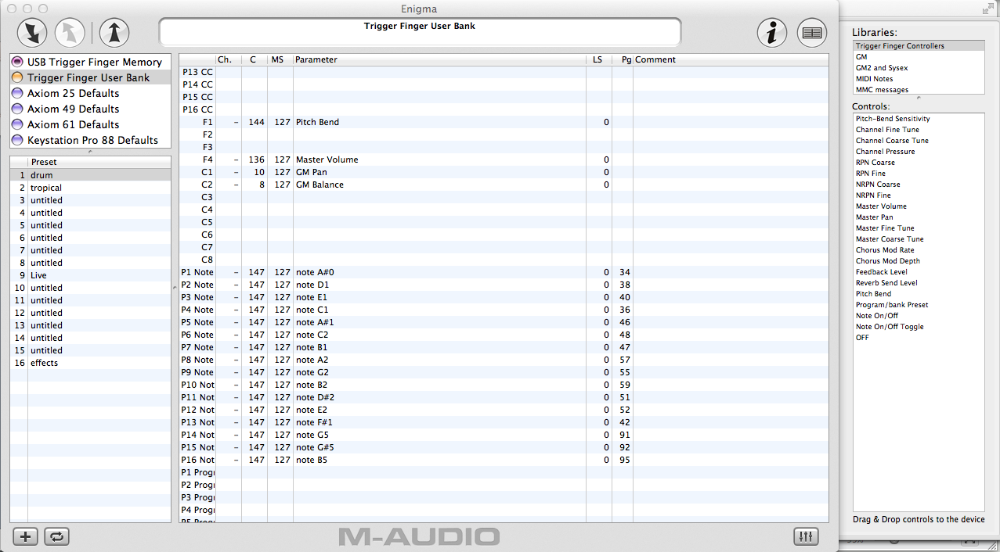 Enigma
Trigger Finger User Bank
USB Trigger Finger Memory
Trigger Finger User Bank
Axiom 25 Defaults
Axiom 49 Defaults
Axiom 61 Defaults
Keystation Pro 88 Defaults
Preset
1 drum
2 tropical
3 untitled
4 untitled
5 untitled
6 untitled
7 untitled
8 untitled
9 Live
10 untitled
11 untitled
12 untitled
13 untitled
14 untitled
15 untitled
16 effects
Ch. C MS Parameter LS Pg Comment
P13 CC
P14 CC
P15 CC
P16 CC
F1 – 144 127 Pitch Bend 0
F2
F3
F4 – 136 127 Master Volume 0
C1 – 10 127 GM Pan 0
C2 – 8 127 GM Balance 0
C3
C4
C5
C6
C7
C8
P1 Note – 147 127 note A#0 0 34
P2 Note – 147 127 note D1 0 38
P3 Note – 147 127 note E1 0 40
P4 Note – 147 127 note C1 0 36
P5 Note – 147 127 note A#1 0 46
P6 Note – 147 127 note C2 0 48
P7 Note – 147 127 note B1 0 47
P8 Note – 147 127 note A2 0 57
P9 Note – 147 127 note G2 0 55
P10 Not – 147 127 note B2 0 59
P11 Not – 147 127 note D#2 0 51
P12 Not – 147 127 note E2 0 52
P13 Not – 147 127 note F#1 0 42
P14 Not – 147 127 note G5 0 91
P15 Not – 147 127 note G#5 0 92
P16 Not – 147 127 note B5 0 95
P1 Progr
P2 Progr
P3 Progr
P4 Progr
P5 Progr
M-AUDIO
Libraries:
Trigger Finger Controllers
GM
GM2 and Sysex
MIDI Notes
MMC messages
Controls:
Pitch-Bend Sensitivity
Channel Fine Tune
Channel Coarse Tune
Channel Pressure
RPN Coarse
RPN Fine
NRPN Coarse
NRPN Fine
Master Volume
Master Pan
Master Fine Tune
Master Coarse Tune
Chorus Mod Rate
Chorus Mod Depth
Feedback Level
Reverb Send Level
Pitch Bend
Program/bank Preset
Note On/Off
Note On/Off Toggle
OFF
Drag & Drop controls to the device